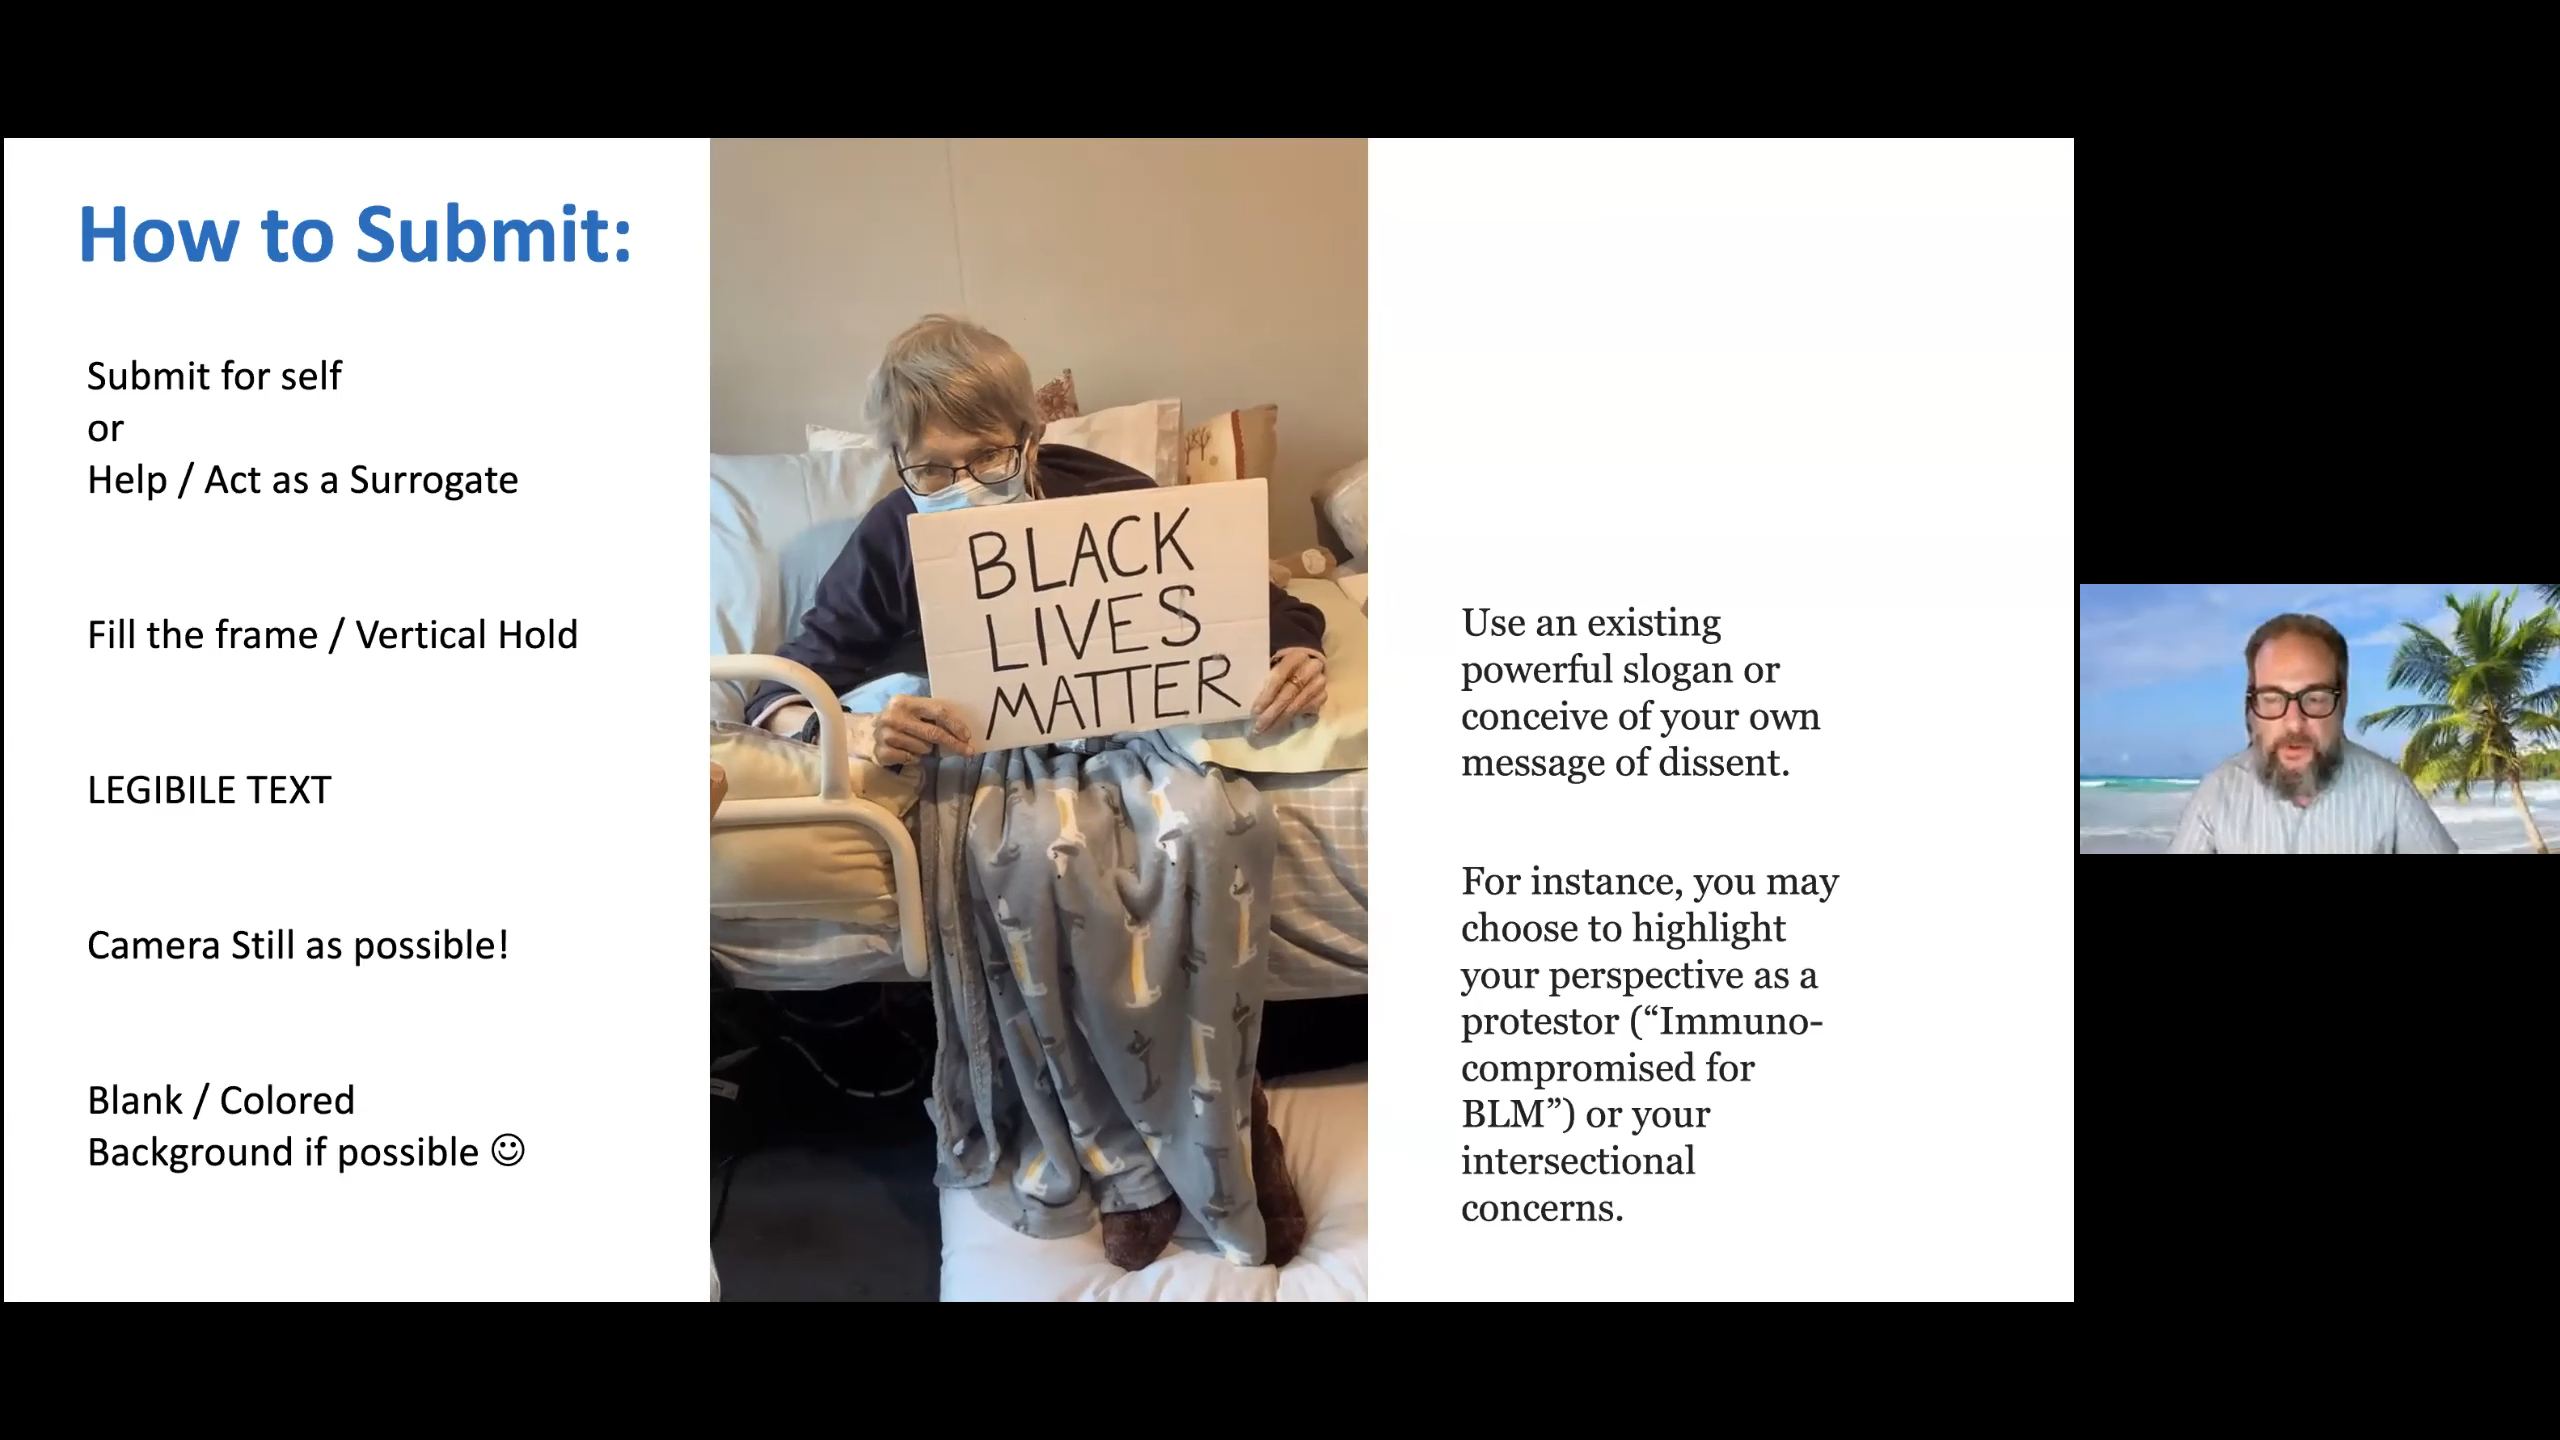 How to Submit:
Submit for self
or
Help / Act as a Surrogate
Fill the frame / Vertical Hold
LEGIBILE TEXT
Camera Still as possible!
Blank / Colored
Background if possible ☺
BLACK
LIVES
MATTER
Use an existing
powerful slogan or
conceive of your own
message of dissent.
For instance, you may
choose to highlight
your perspective as a
protestor (“Immuno-
compromised for
BLM”) or your
intersectional
concerns.